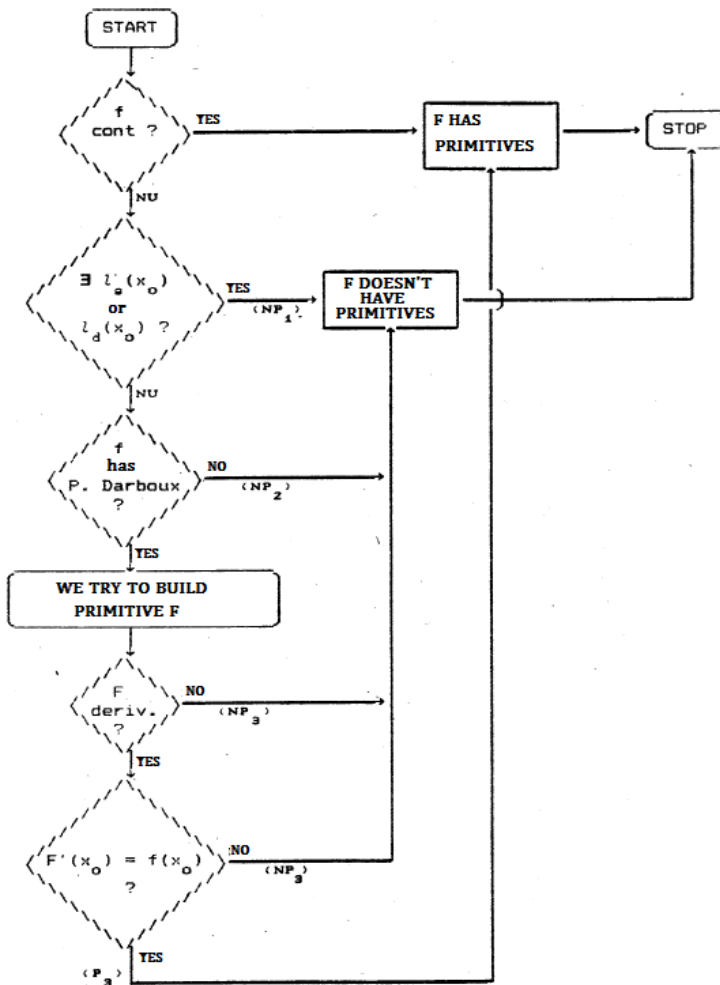 START
f
cont ?
YES
F HAS
PRIMITIVES
STOP
NU
∃ l_s(x_o)
or
l_d(x_o) ?
YES
(NP_1)
F DOESN'T
HAVE
PRIMITIVES
NU
f
has
P. Darboux
?
NO
(NP_2)
YES
WE TRY TO BUILD
PRIMITIVE F
F
deriv.
?
NO
(NP_3)
YES
F'(x_o) = f(x_o)
?
NO
(NP_3)
YES
(P_3)